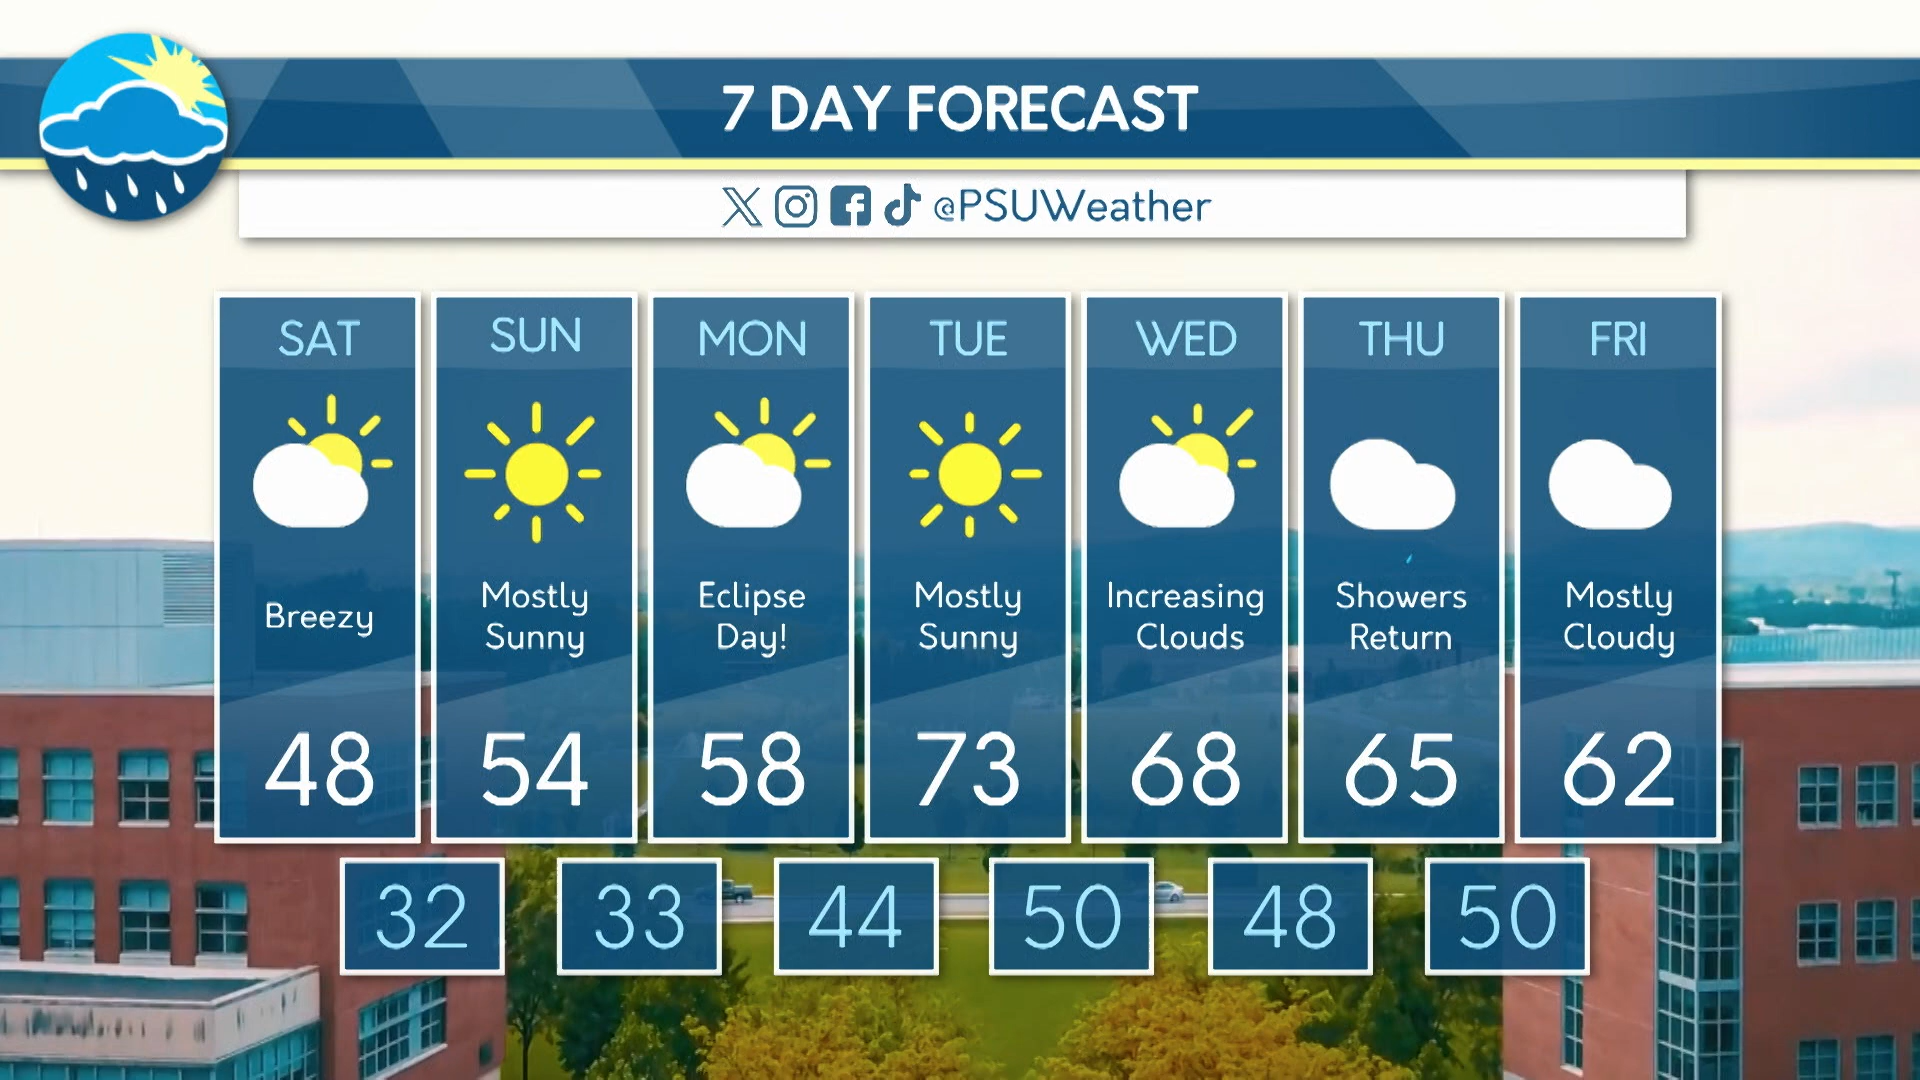 7 DAY FORECAST
@PSUWeather
SAT
SUN
MON
TUE
WED
THU
FRI
Breezy
Mostly
Sunny
Eclipse
Day!
Mostly
Sunny
Increasing
Clouds
Showers
Return
Mostly
Cloudy
48
54
58
73
68
65
62
32
33
44
50
48
50